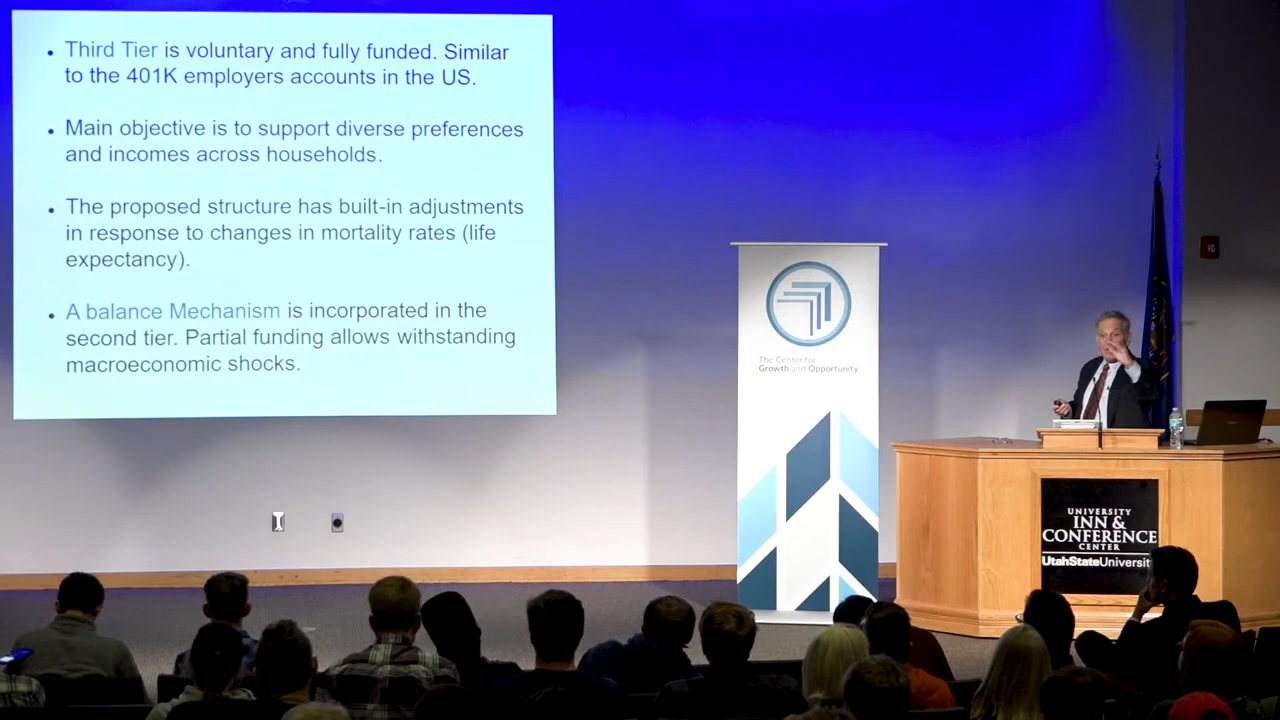 • Third Tier is voluntary and fully funded. Similar
to the 401K employers accounts in the US.
• Main objective is to support diverse preferences
and incomes across households.
• The proposed structure has built-in adjustments
in response to changes in mortality rates (life
expectancy).
• A balance Mechanism is incorporated in the
second tier. Partial funding allows withstanding
macroeconomic shocks.
The Center for
Growth and Opportunity
UNIVERSITY
INN &
CONFERENCE
CENTER
UtahStateUniversity